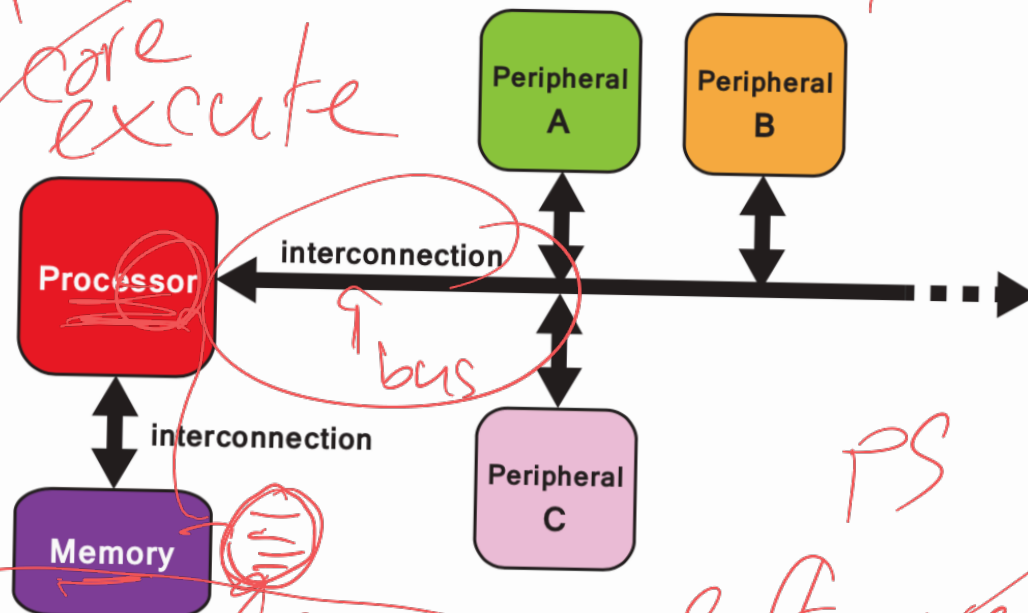 core
excute
Peripheral
A
Peripheral
B
Processor
interconnection
bus
interconnection
Peripheral
C
PS
Memory